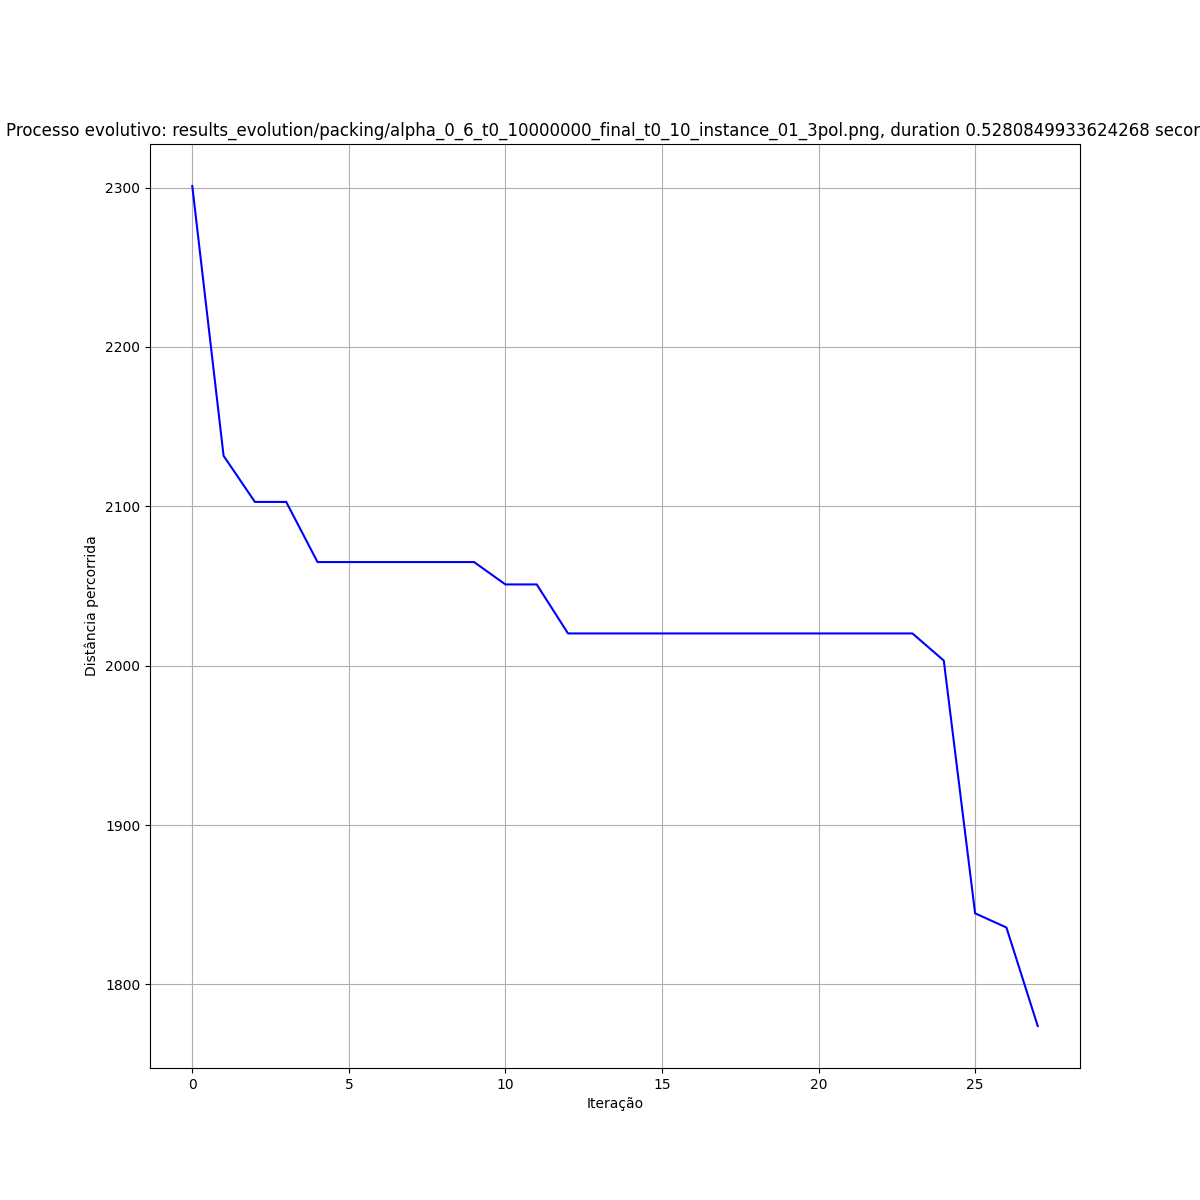 Processo evolutivo: results_evolution/packing/alpha_0_6_t0_10000000_final_t0_10_instance_01_3pol.png, duration 0.5280849933624268 secor
2300
2200
2100
2000
1900
1800
Distância percorrida
0 5 10 15 20 25
Iteração